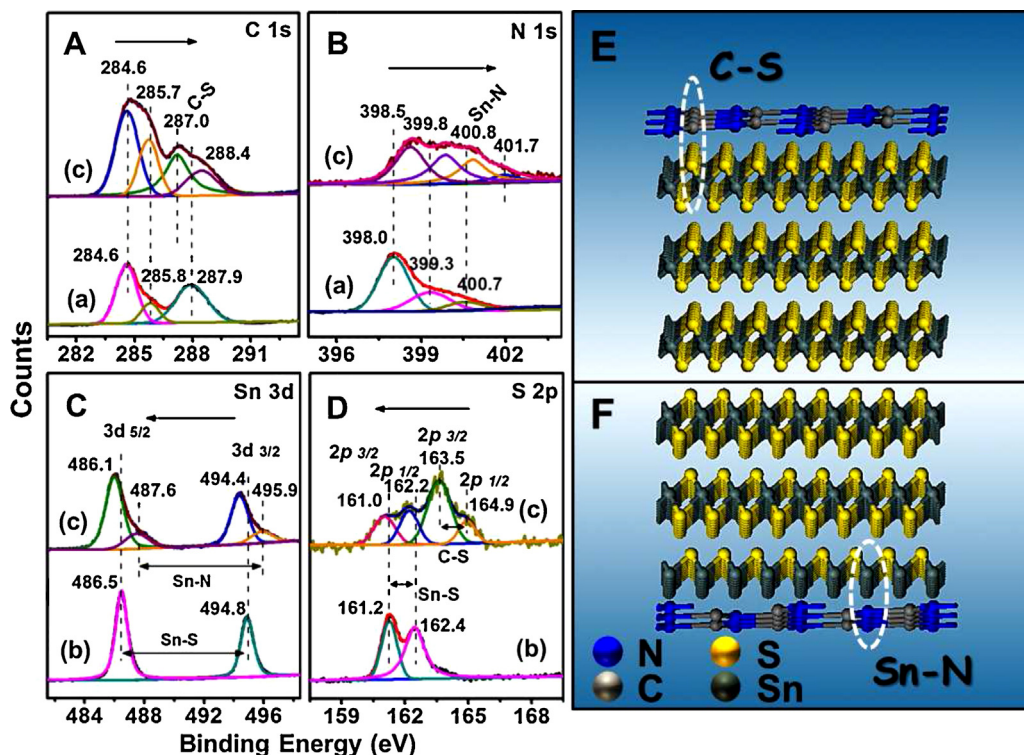 A
C 1s
284.6
285.7
C-S
287.0
288.4
(c)
284.6
285.8
287.9
(a)
282
285
288
291
B
N 1s
398.5
399.8
Sn-N
400.8
401.7
(c)
398.0
399.3
400.7
(a)
396
399
402
Counts
C
Sn 3d
3d 5/2
3d 3/2
486.1
487.6
494.4
495.9
(c)
Sn-N
486.5
494.8
Sn-S
(b)
484
488
492
496
D
S 2p
2p 3/2
2p 3/2
2p 1/2
163.5
2p 1/2
161.0
162.2
164.9
(c)
C-S
Sn-S
161.2
162.4
(b)
159
162
165
168
Binding Energy (eV)
E
C-S
F
N
S
C
Sn
Sn-N